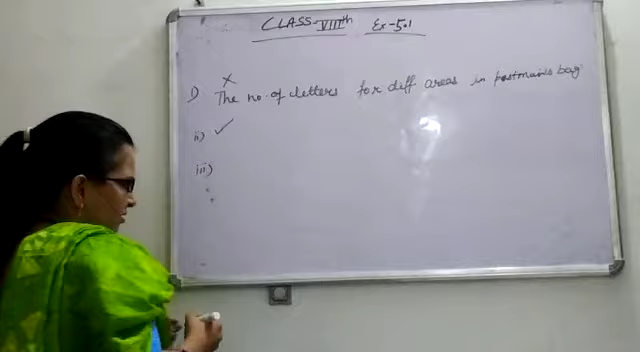 CLASS-VIIIth Ex-5.1
×
i) The no. of letters for diff areas in postman's bag
ii) ✓
iii)